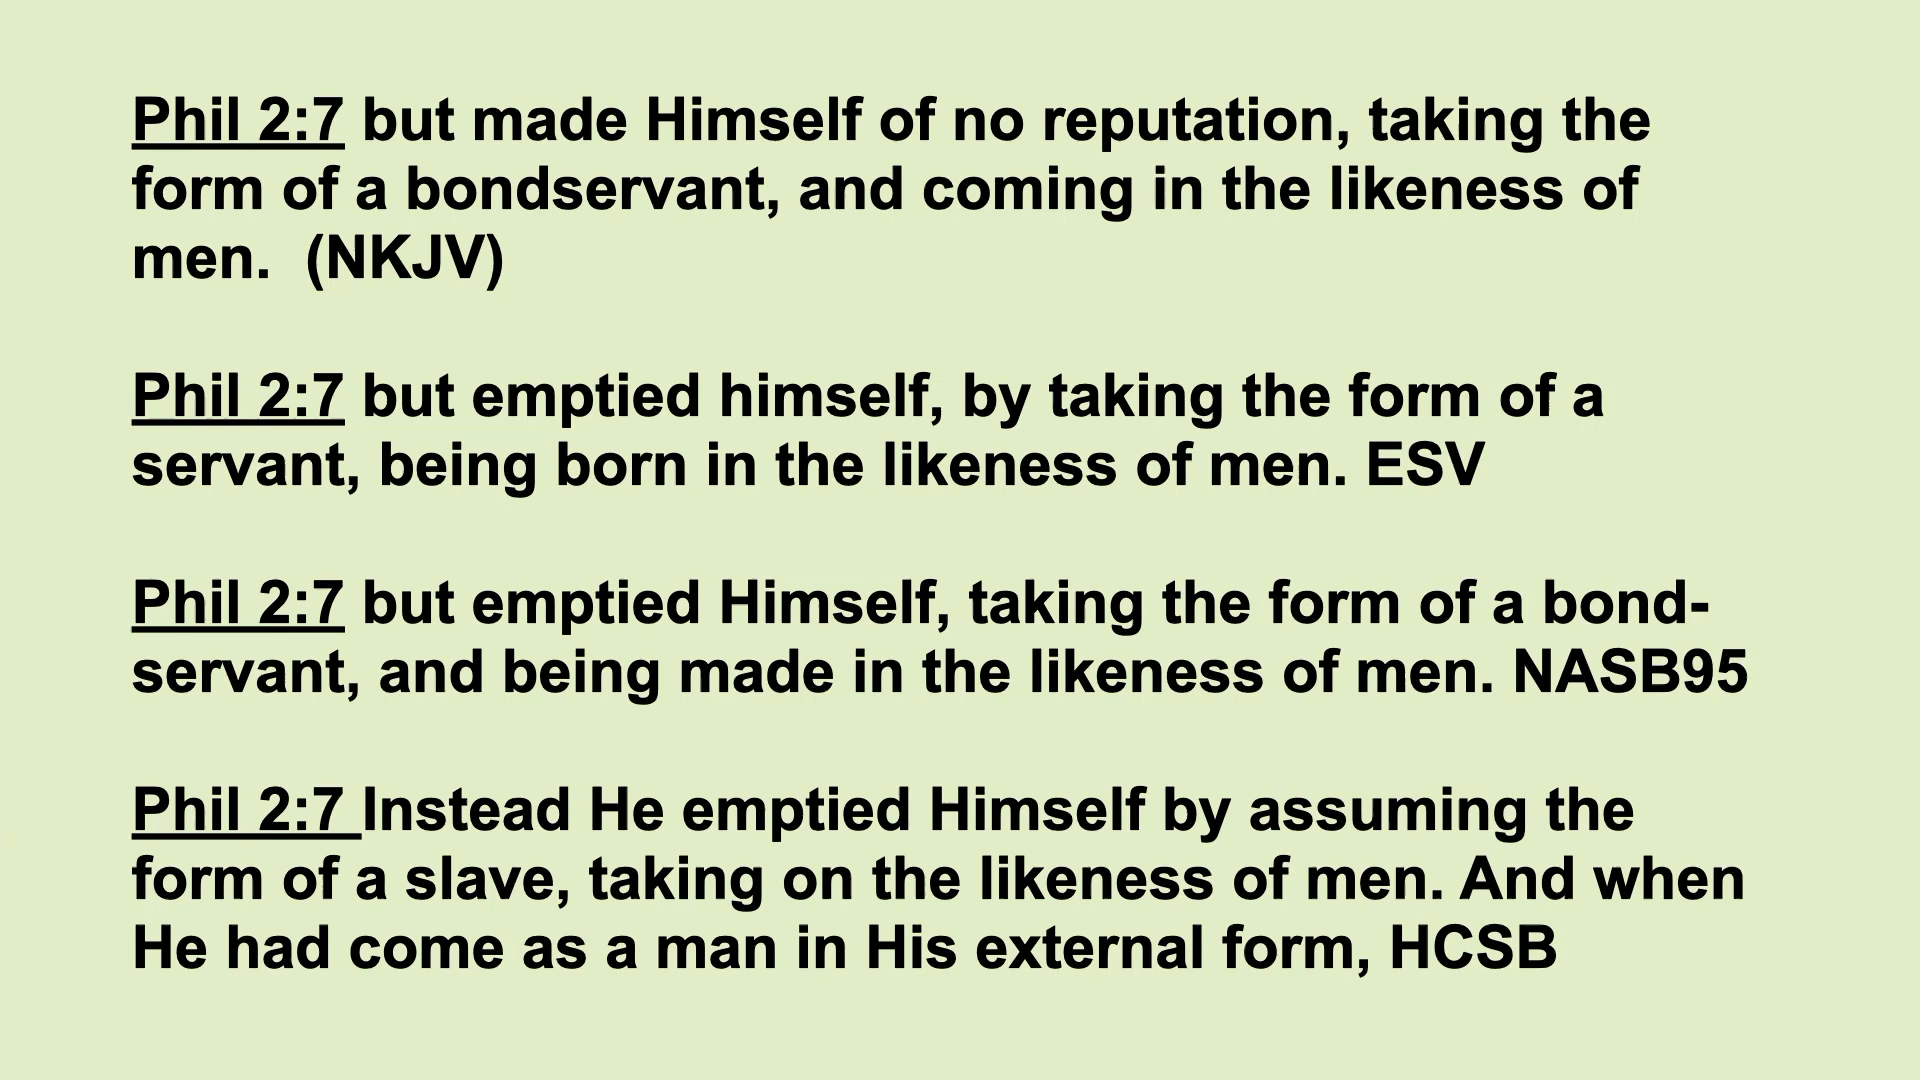 Phil 2:7 but made Himself of no reputation, taking the
form of a bondservant, and coming in the likeness of
men.  (NKJV)
Phil 2:7 but emptied himself, by taking the form of a
servant, being born in the likeness of men. ESV
Phil 2:7 but emptied Himself, taking the form of a bond-
servant, and being made in the likeness of men. NASB95
Phil 2:7 Instead He emptied Himself by assuming the
form of a slave, taking on the likeness of men. And when
He had come as a man in His external form, HCSB